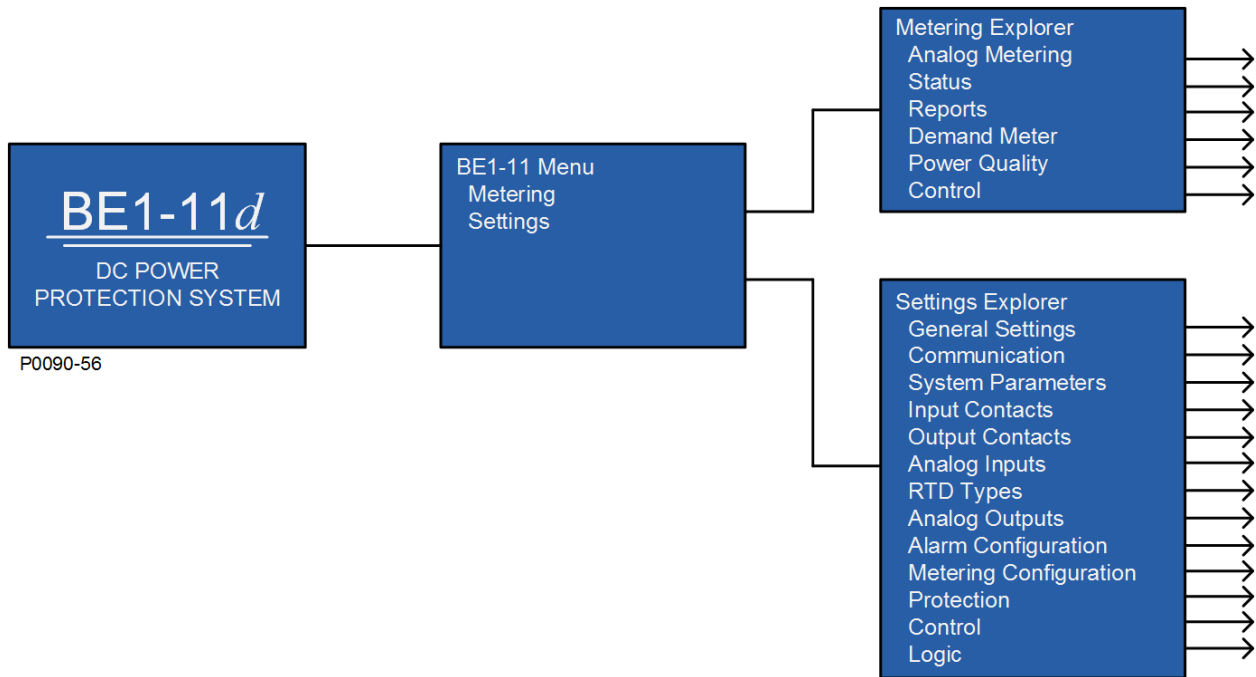 BE1-11d
DC POWER
PROTECTION SYSTEM
P0090-56
BE1-11 Menu
Metering
Settings
Metering Explorer
Analog Metering
Status
Reports
Demand Meter
Power Quality
Control
Settings Explorer
General Settings
Communication
System Parameters
Input Contacts
Output Contacts
Analog Inputs
RTD Types
Analog Outputs
Alarm Configuration
Metering Configuration
Protection
Control
Logic